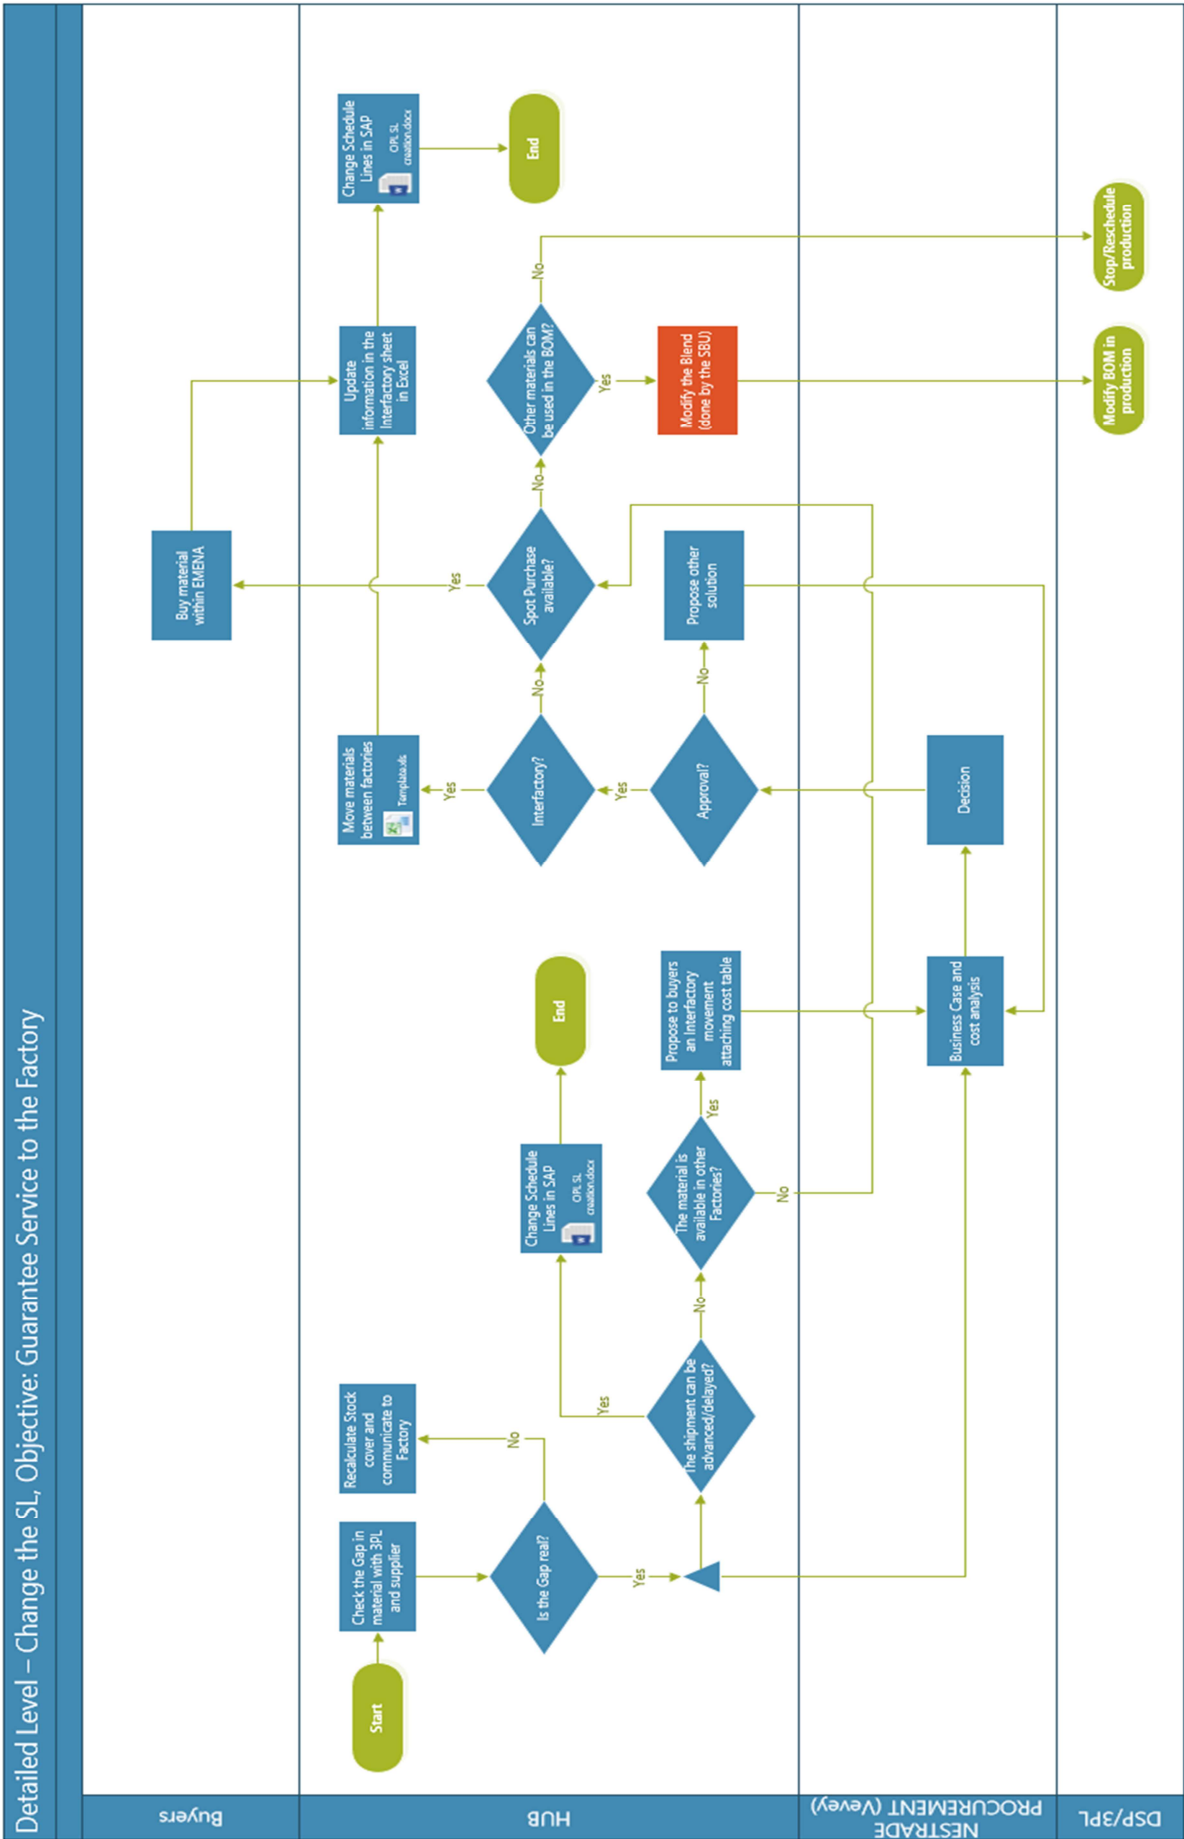 Detailed Level – Change the SL, Objective: Guarantee Service to the Factory
Buyers
Buy material
within EMENA
HUB
Start
Check the Gap in
material with 3PL
and supplier
Recalculate Stock
cover and
communicate to
Factory
No
Is the Gap real?
Yes
The shipment can be
advanced/delayed?
Yes
Change Schedule
Lines in SAP
OPL SL
creation.docx
End
No
The material is
available in other
Factories?
Yes
No
Propose to buyers
an Interfactory
movement
attaching cost table
Move materials
between factories
Template.xls
Yes
Interfactory?
No
Yes
Approval?
No
Propose other
solution
Spot Purchase
available?
Yes
No
Update
information in the
Interfactory sheet
in Excel
Change Schedule
Lines in SAP
OPL SL
creation.docx
End
Other materials can
be used in the BOM?
No
Yes
Modify the Blend
(done by the SBU)
NESTRADE
PROCUREMENT (Vevey)
Business Case and
cost analysis
Decision
DSP/3PL
Modify BOM in
production
Stop/Reschedule
production